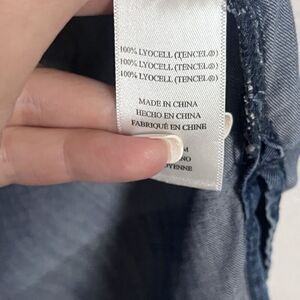 100% LYOCELL (TENCEL®)
100% LYOCELL (TENCEL®)
100% LYOCELL (TENCEL®)
MADE IN CHINA
HECHO EN CHINA
FABRIQUÉ EN CHINE
M